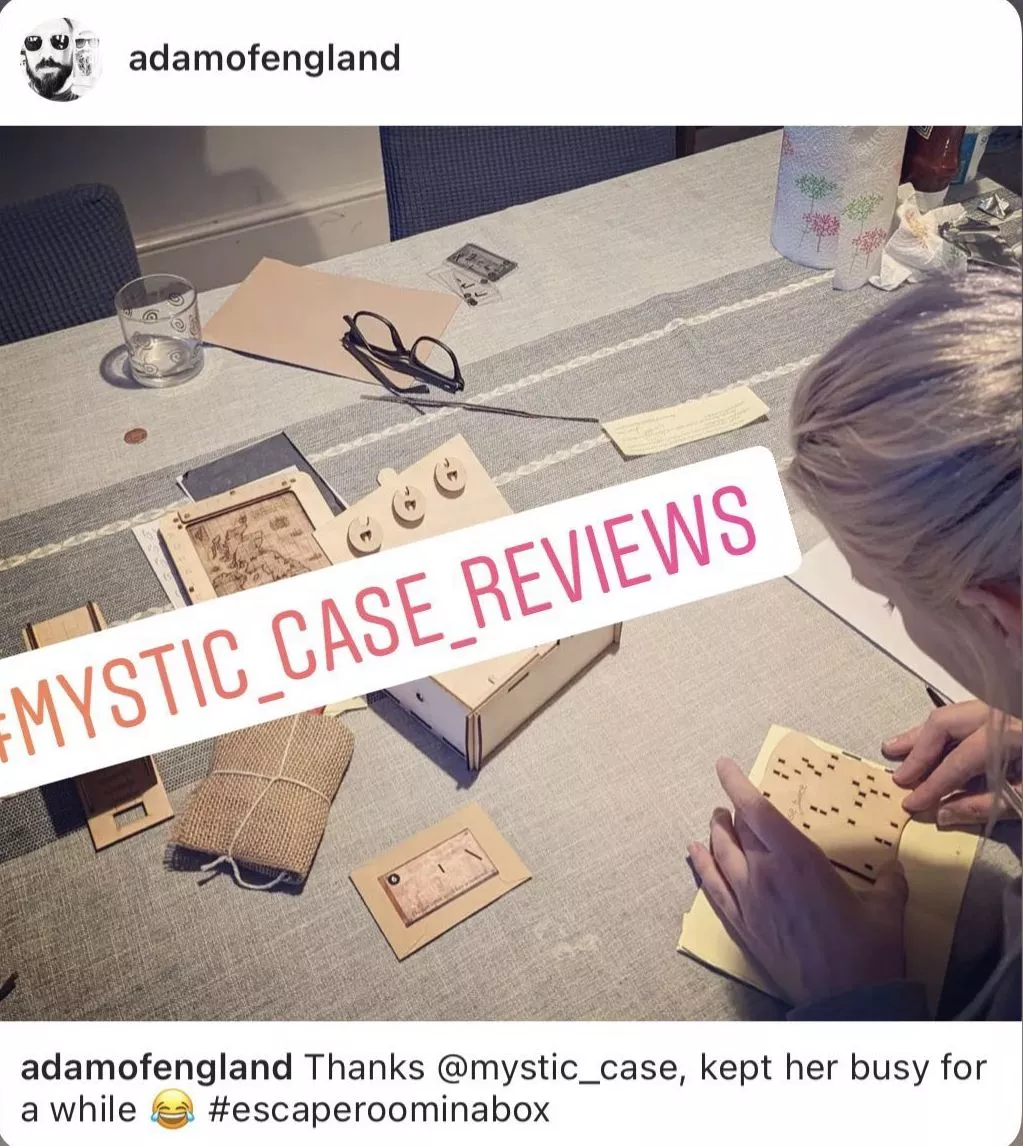 adamofengland
#MYSTIC_CASE_REVIEWS
adamofengland Thanks @mystic_case, kept her busy for
a while 😂 #escaperoominabox